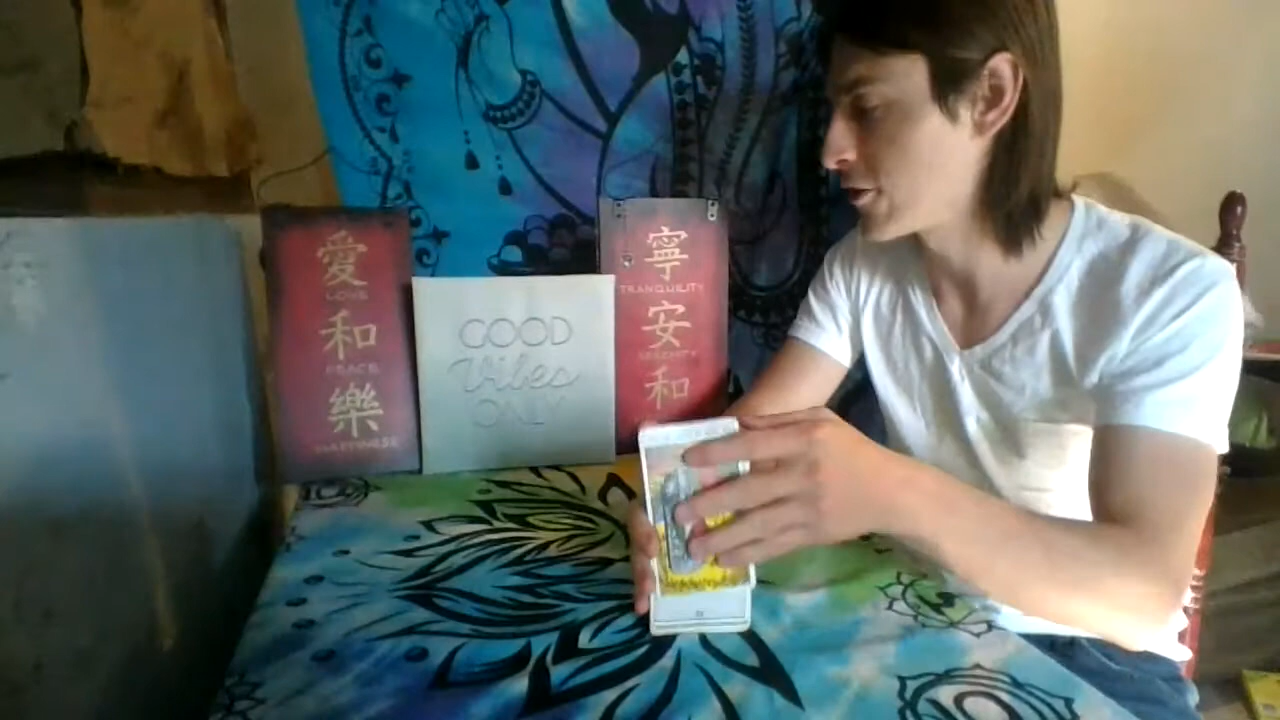 愛
LOVE
和
PEACE
樂
HAPPINESS
GOOD
Vibes
ONLY
寧
TRANQUILITY
安
SERENITY
和